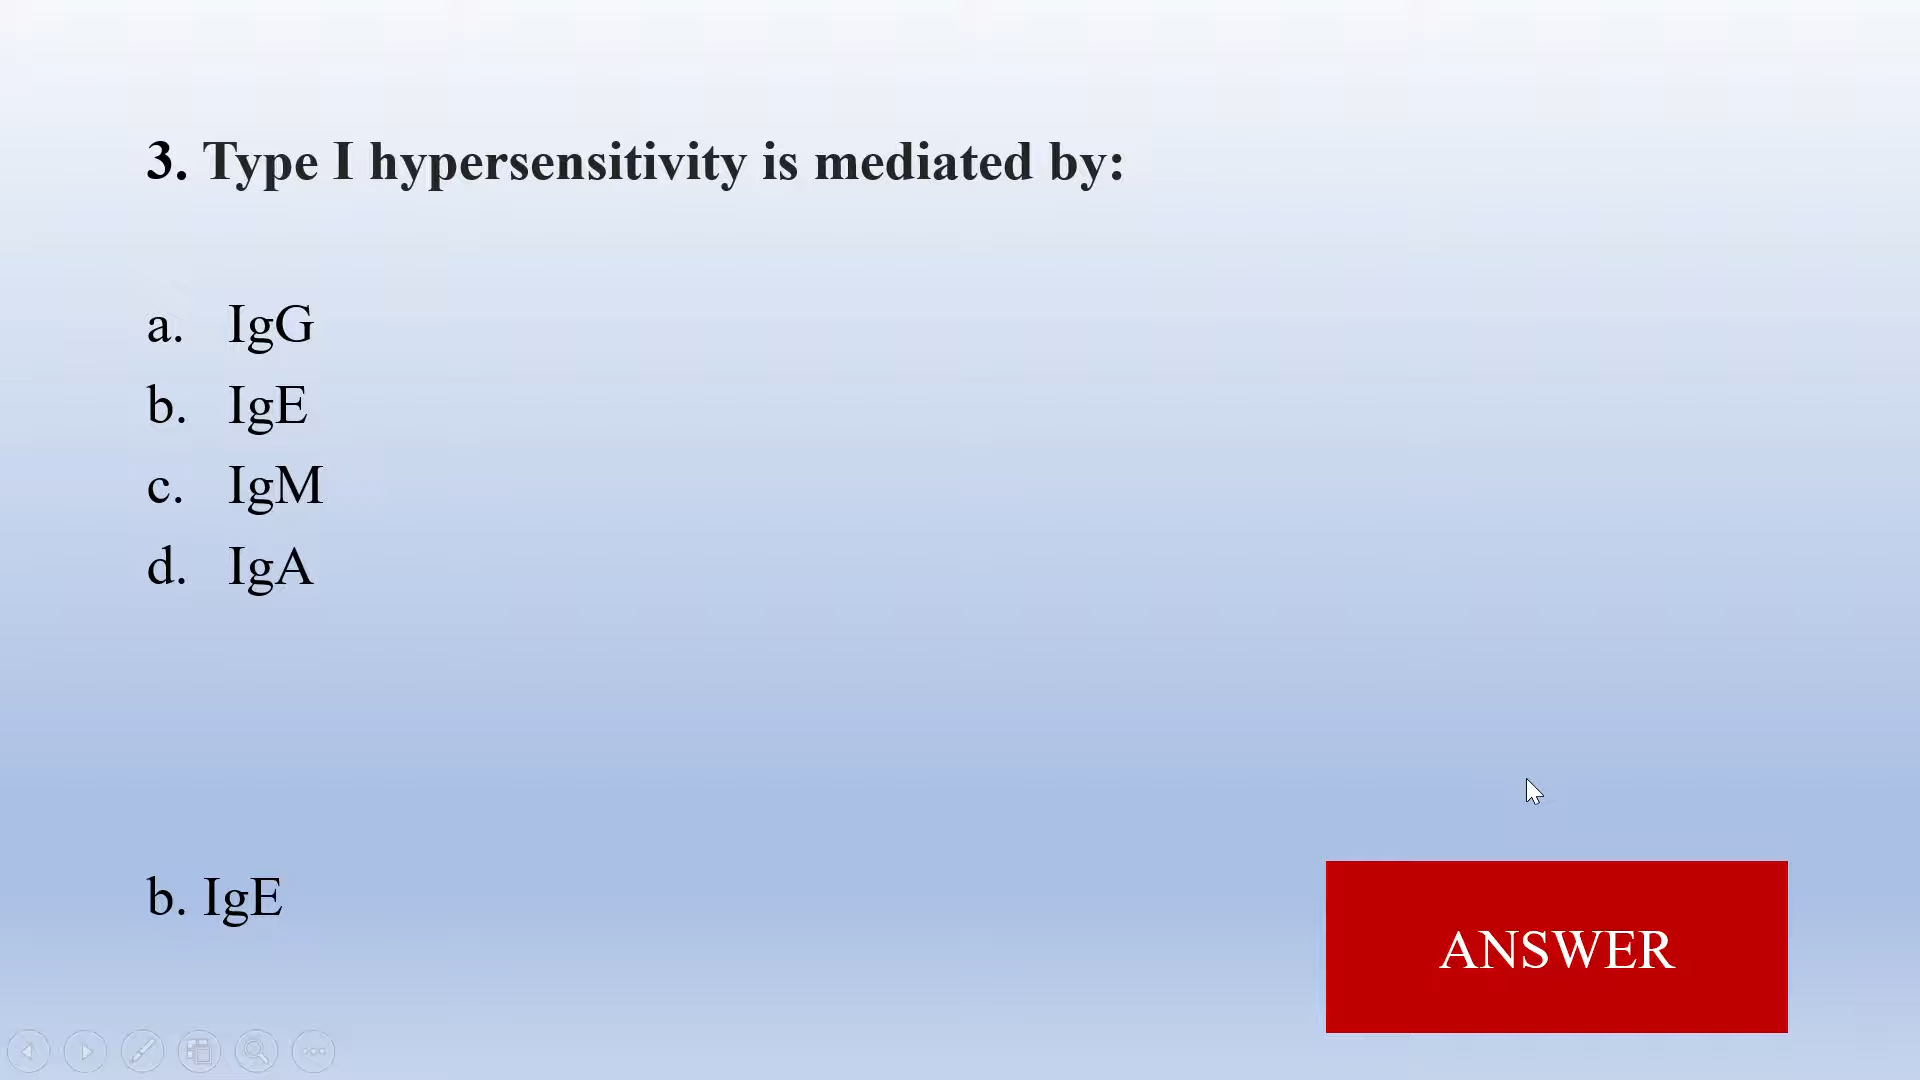 3. Type I hypersensitivity is mediated by:
a. IgG
b. IgE
c. IgM
d. IgA
b. IgE
ANSWER